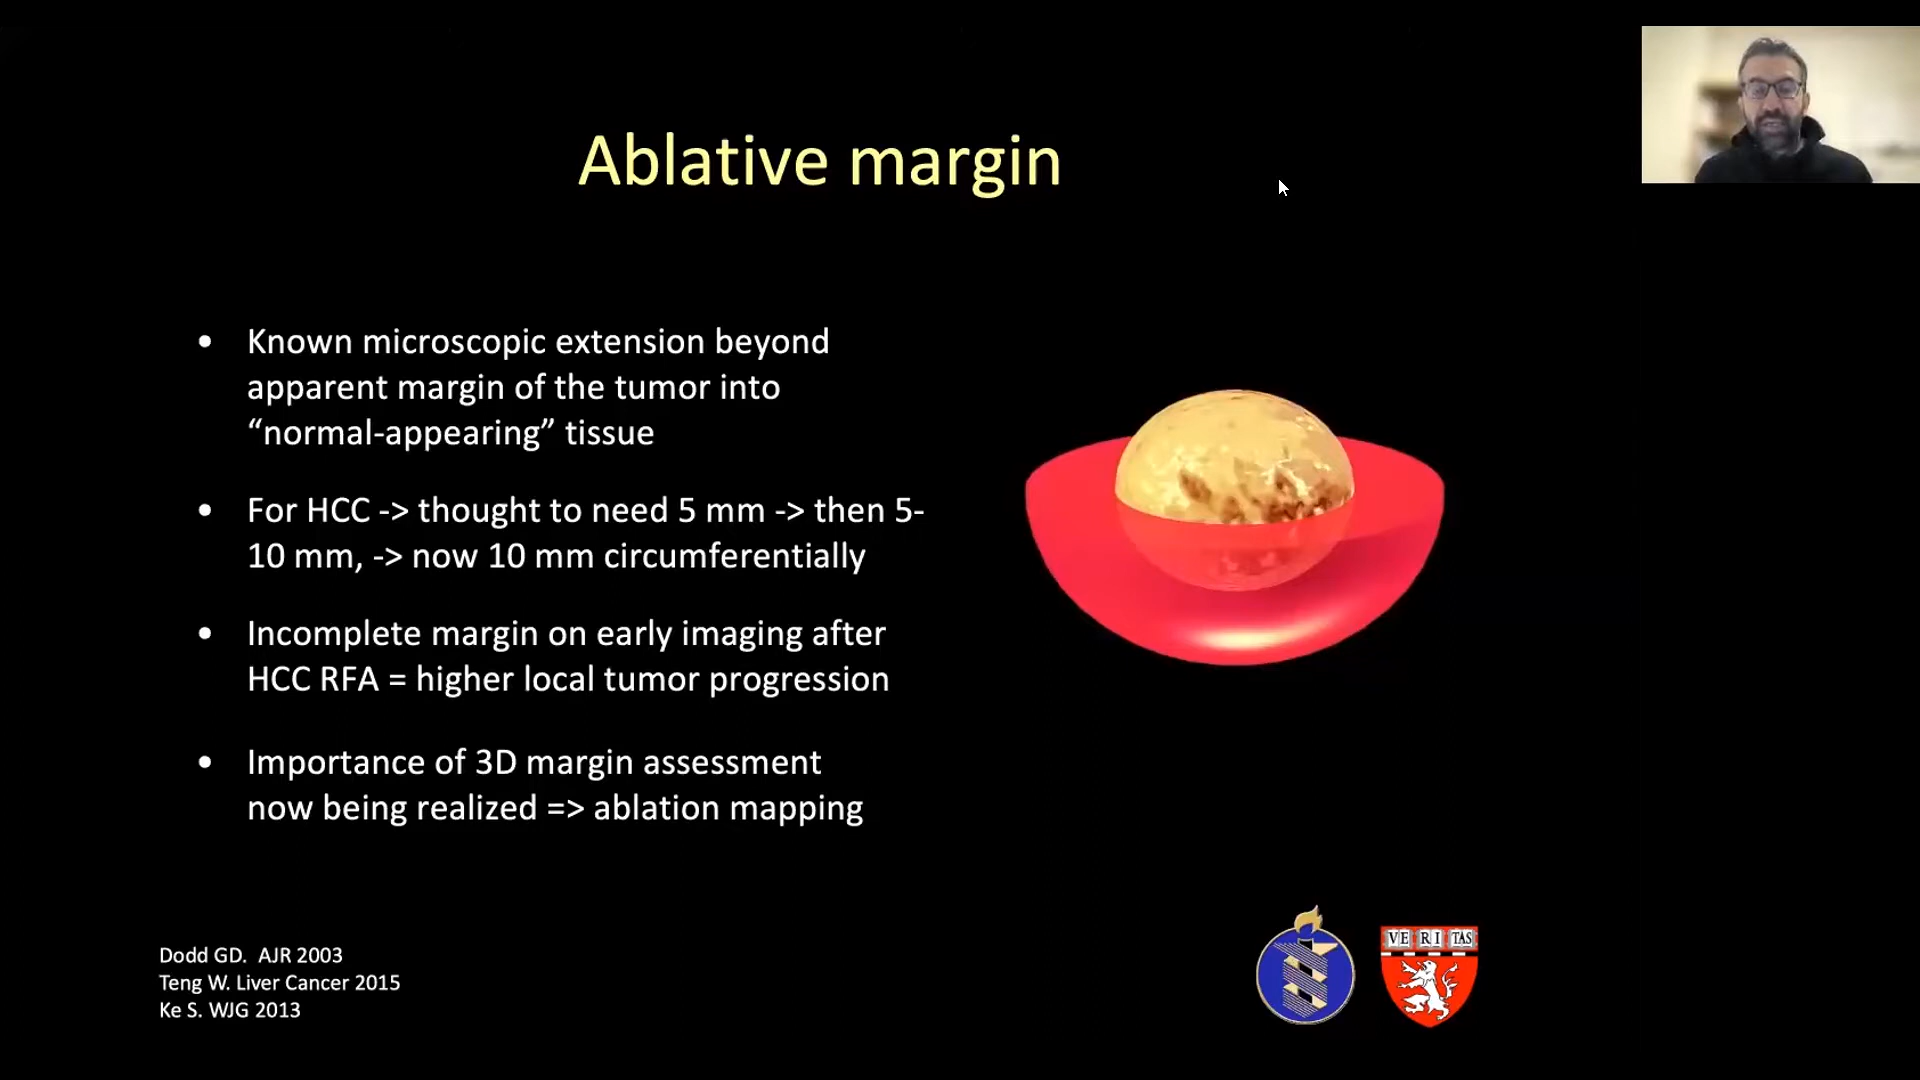 Ablative margin
• Known microscopic extension beyond
apparent margin of the tumor into
“normal-appearing” tissue
• For HCC -> thought to need 5 mm -> then 5-
10 mm, -> now 10 mm circumferentially
• Incomplete margin on early imaging after
HCC RFA = higher local tumor progression
• Importance of 3D margin assessment
now being realized => ablation mapping
Dodd GD. AJR 2003
Teng W. Liver Cancer 2015
Ke S. WJG 2013
VE RI TAS